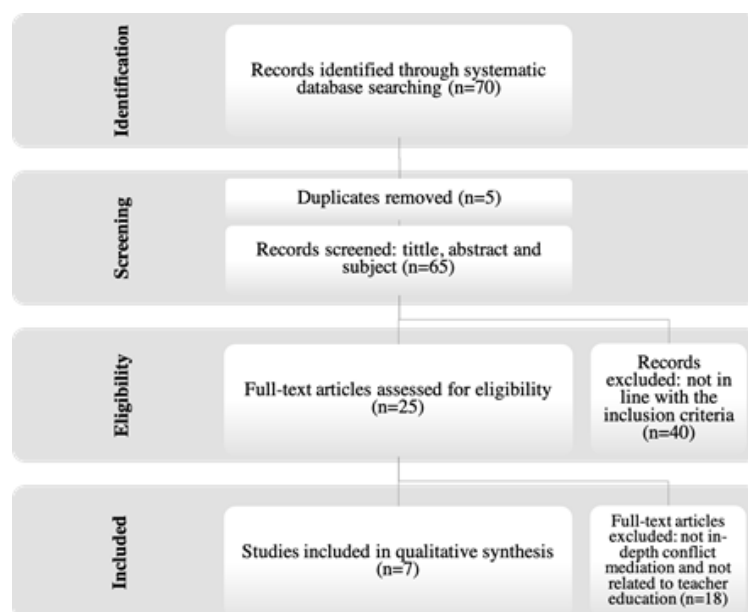 Identification
Records identified through systematic
database searching (n=70)
Screening
Duplicates removed (n=5)
Records screened: tittle, abstract and
subject (n=65)
Eligibility
Full-text articles assessed for eligibility
(n=25)
Records
excluded: not in
line with the
inclusion criteria
(n=40)
Included
Studies included in qualitative synthesis
(n=7)
Full-text articles
excluded: not in-
depth conflict
mediation and not
related to teacher
education (n=18)